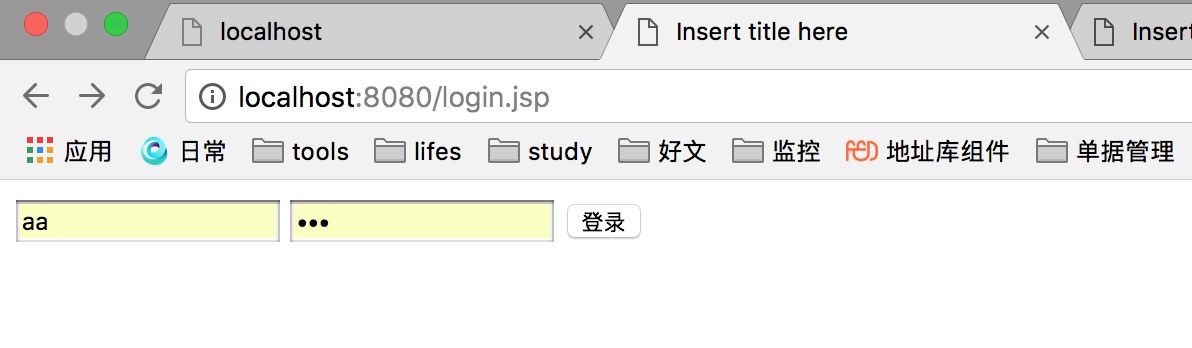 localhost Insert title here Insert
localhost:8080/login.jsp
应用 日常 tools lifes study 好文 监控 FED 地址库组件 单据管理
aa ••• 登录